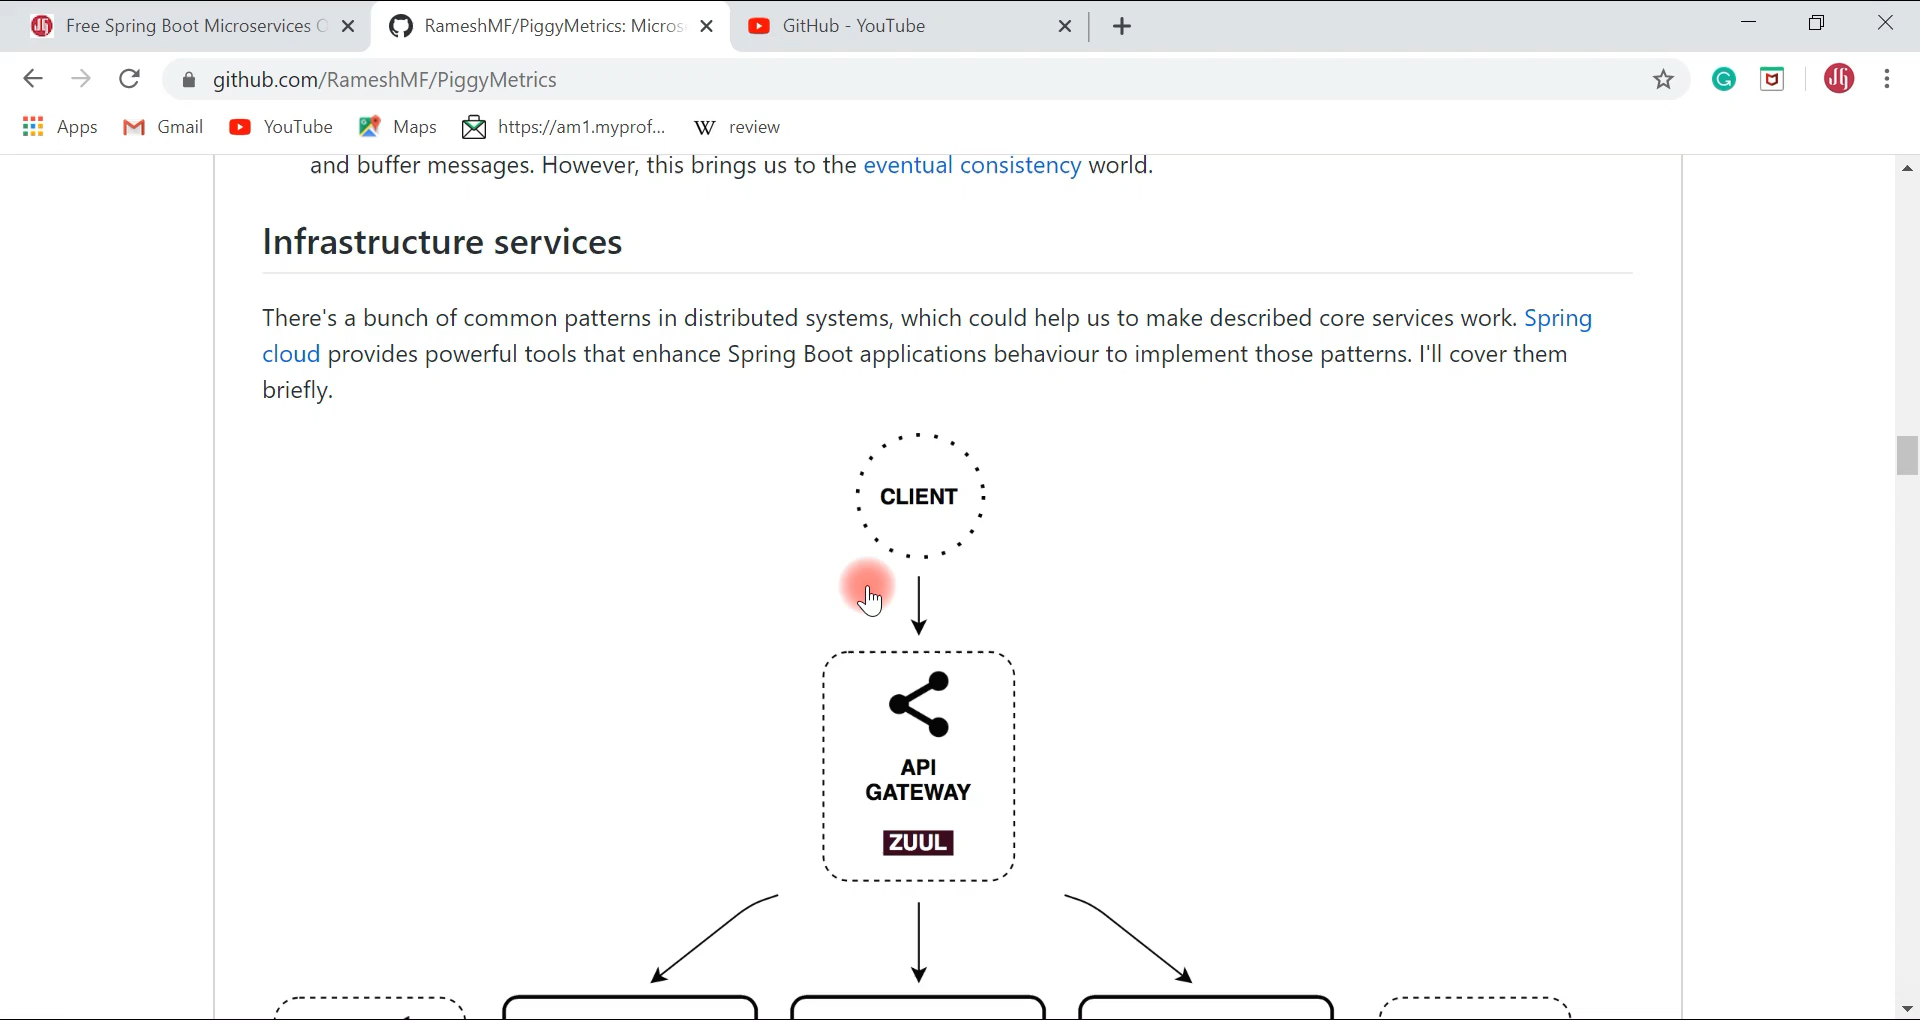 Free Spring Boot Microservices
RameshMF/PiggyMetrics: Micros
GitHub - YouTube
github.com/RameshMF/PiggyMetrics
Apps
Gmail
YouTube
Maps
https://am1.myprof...
W review
and buffer messages. However, this brings us to the eventual consistency world.
Infrastructure services
There's a bunch of common patterns in distributed systems, which could help us to make described core services work. Spring
cloud provides powerful tools that enhance Spring Boot applications behaviour to implement those patterns. I'll cover them
briefly.
CLIENT
API
GATEWAY
ZUUL